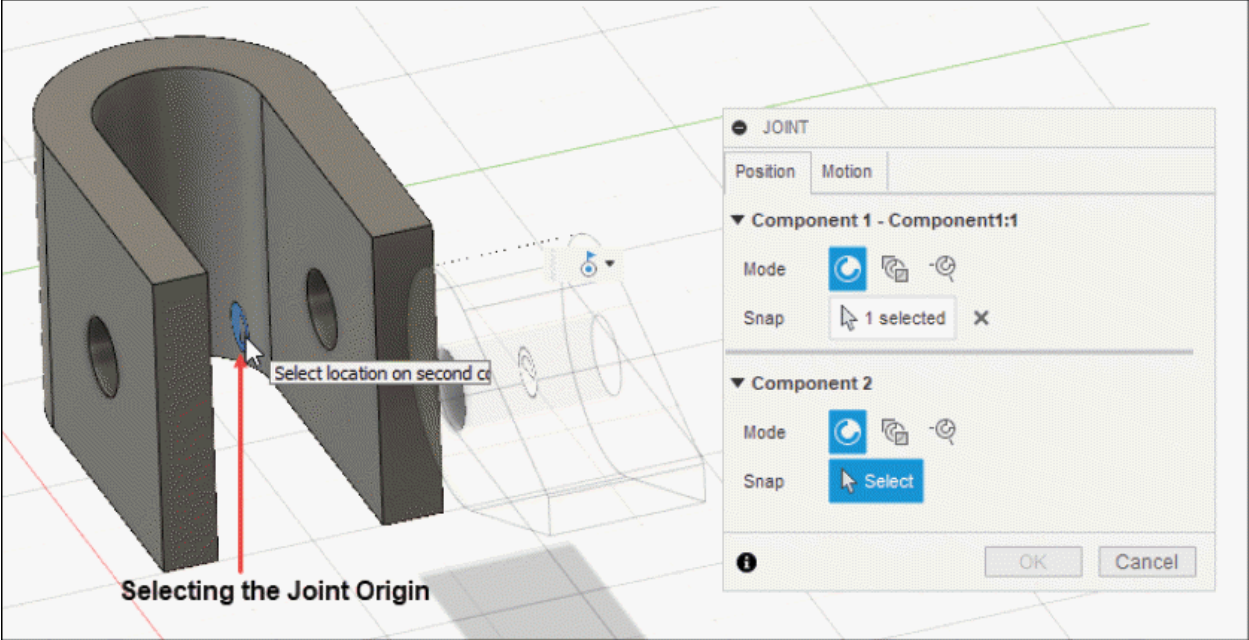 JOINT
Position Motion
Component 1 - Component1:1
Mode
Snap 1 selected
Component 2
Mode
Snap Select
OK Cancel
Select location on second c
Selecting the Joint Origin